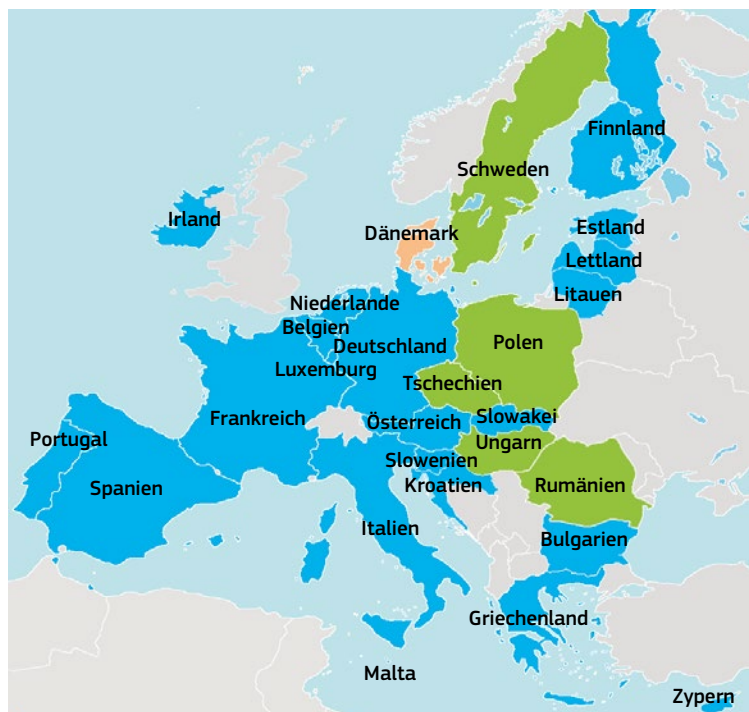 Finnland
Schweden
Irland
Estland
Dänemark
Lettland
Litauen
Niederlande
Belgien
Deutschland
Polen
Luxemburg
Tschechien
Frankreich
Österreich
Slowakei
Portugal
Ungarn
Slowenien
Spanien
Kroatien
Rumänien
Italien
Bulgarien
Griechenland
Malta
Zypern